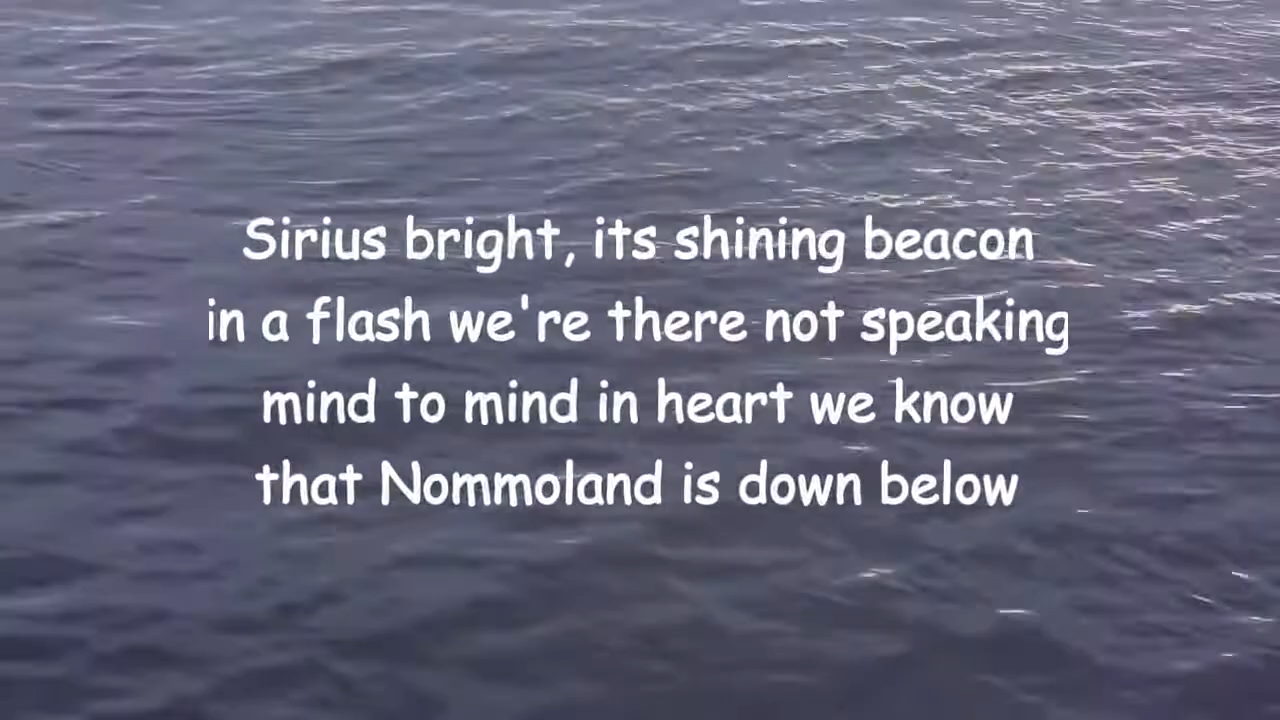 Sirius bright, its shining beacon
in a flash we're there not speaking
mind to mind in heart we know
that Nommoland is down below